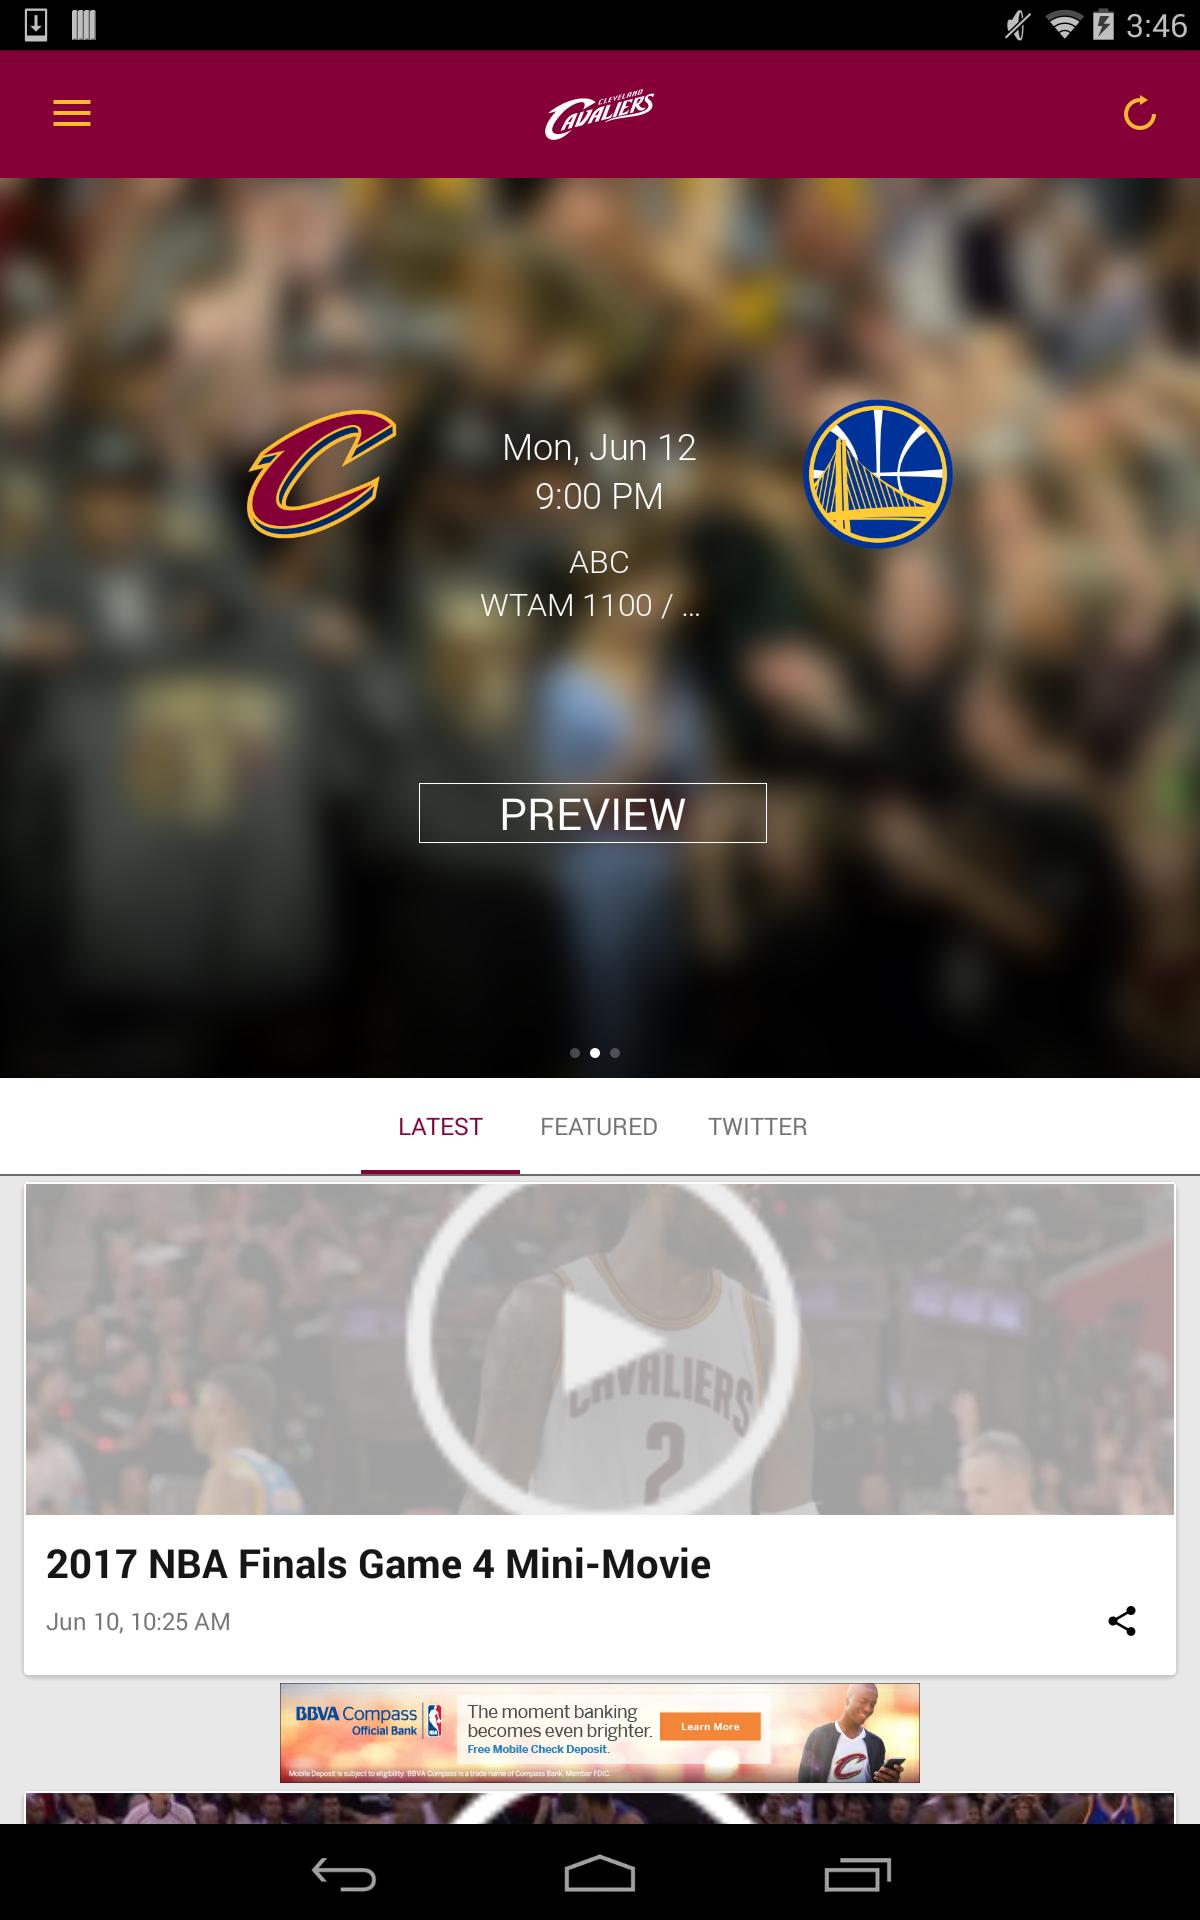 3:46
CLEVELAND
CAVALIERS
Mon, Jun 12
9:00 PM
ABC
WTAM 1100 / ...
PREVIEW
LATEST
FEATURED
TWITTER
CAVALIERS
2
2017 NBA Finals Game 4 Mini-Movie
Jun 10, 10:25 AM
BBVA Compass
Official Bank
The moment banking
becomes even brighter.
Free Mobile Check Deposit.
Learn More
Mobile Deposit is subject to eligibility. BBVA Compass is a trade name of Compass Bank, Member FDIC.